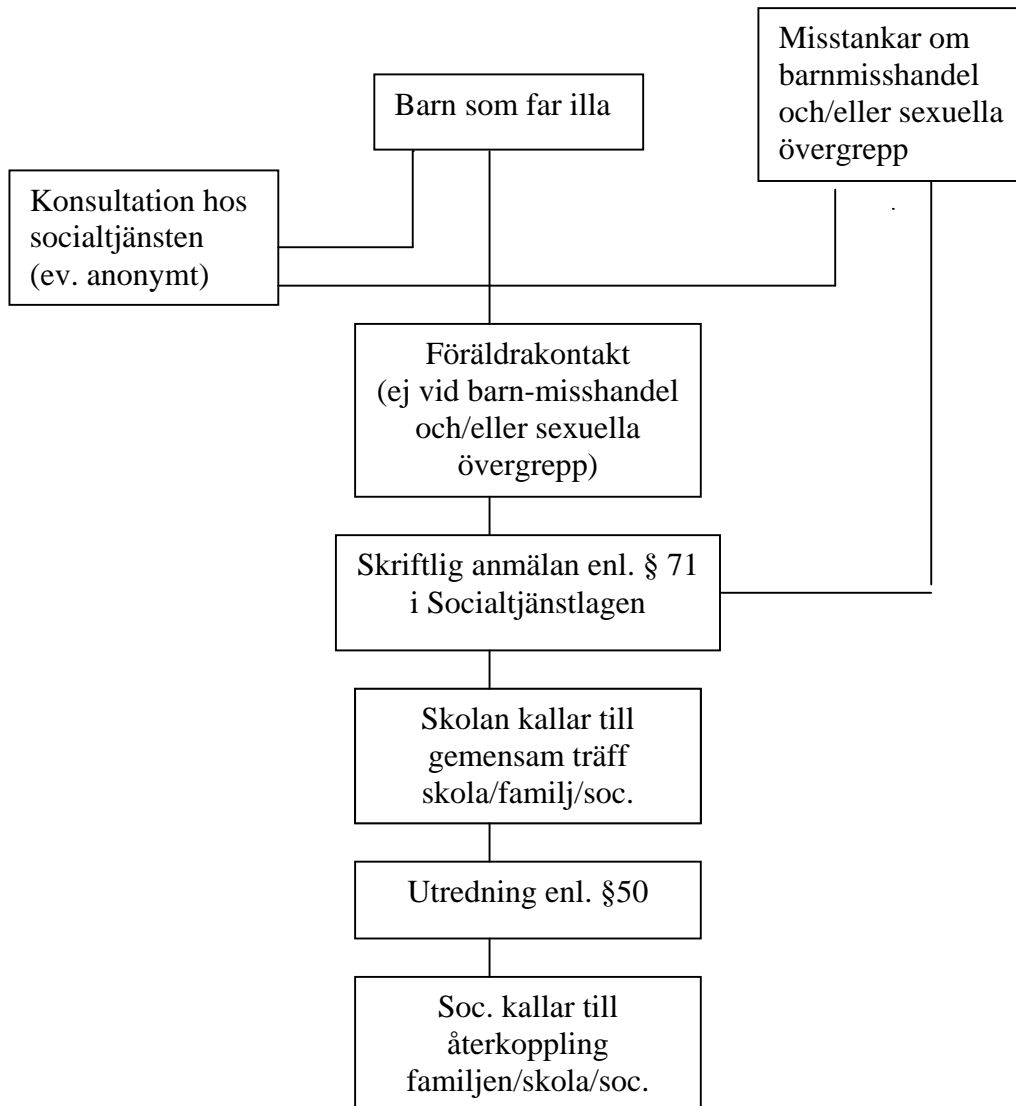 Misstankar om
barnmisshandel
och/eller sexuella
övergrepp
Barn som far illa
Konsultation hos
socialtjänsten
(ev. anonymt)
Föräldrakontakt
(ej vid barn-misshandel
och/eller sexuella
övergrepp)
Skriftlig anmälan enl. § 71
i Socialtjänstlagen
Skolan kallar till
gemensam träff
skola/familj/soc.
Utredning enl. §50
Soc. kallar till
återkoppling
familjen/skola/soc.